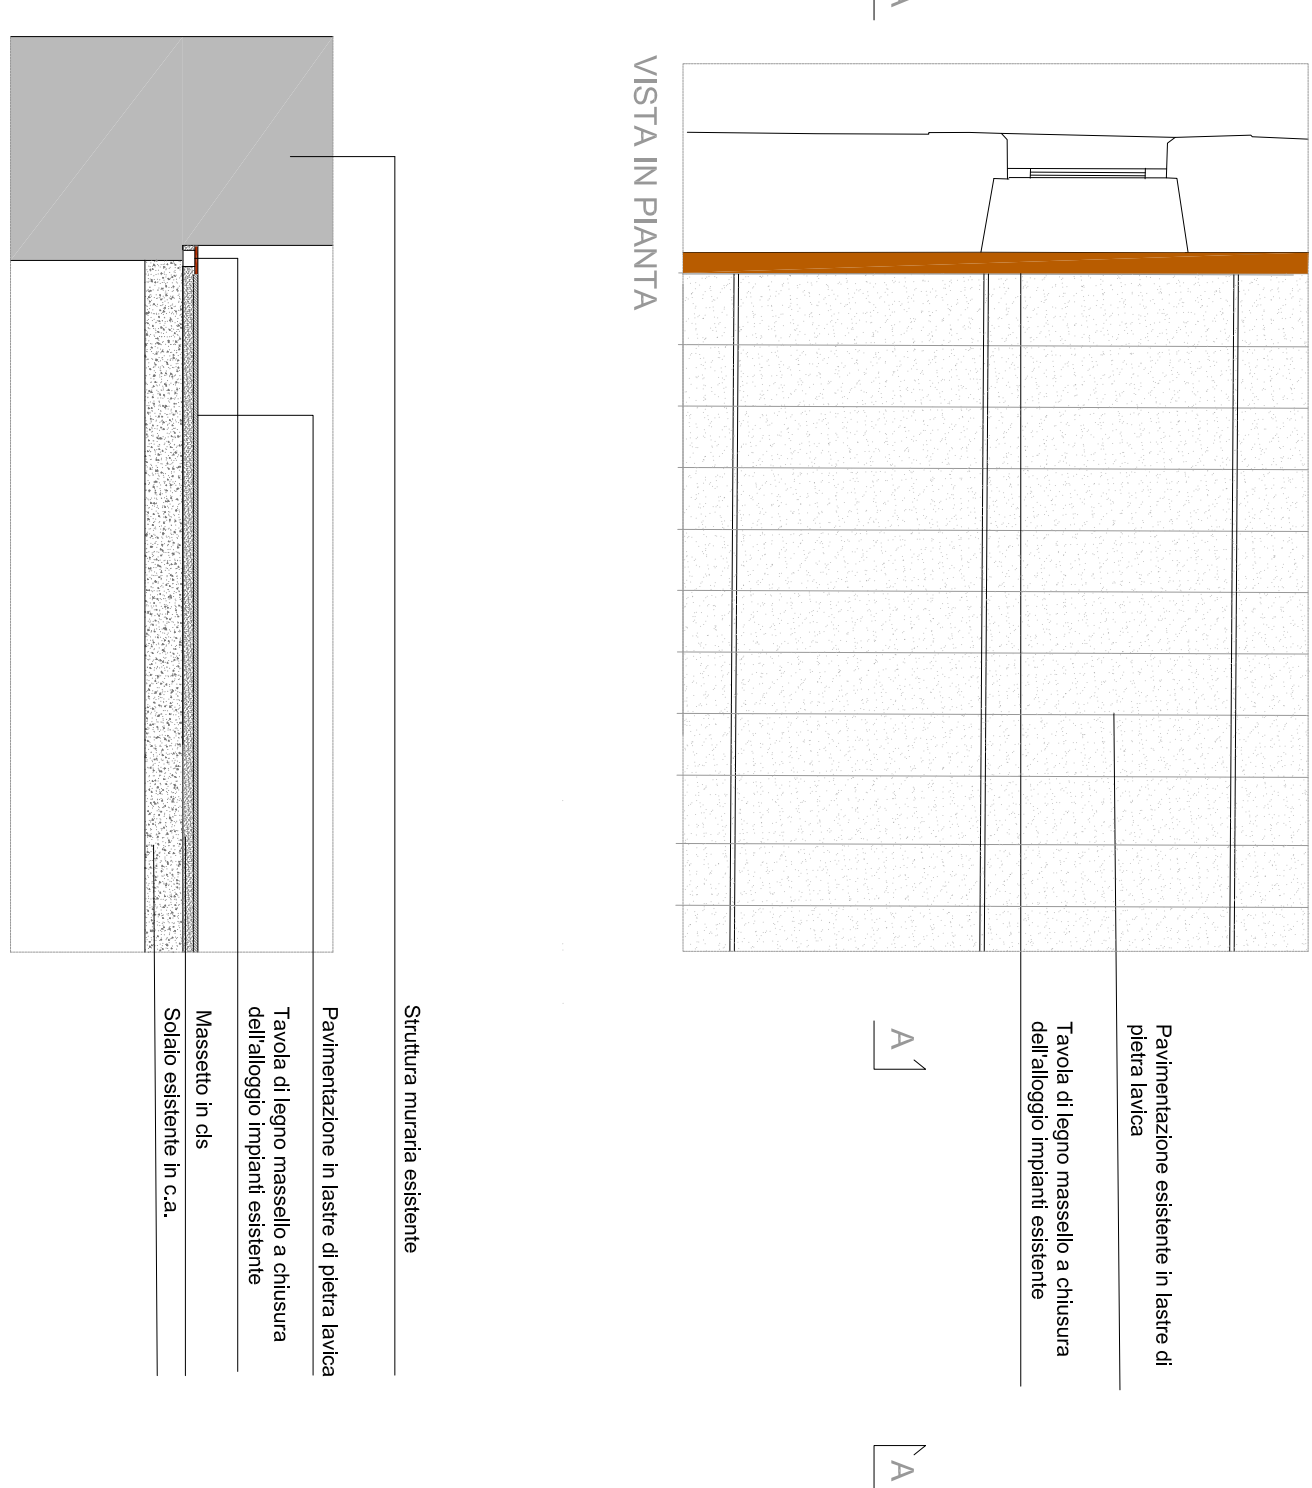 A
VISTA IN PIANTA
Pavimentazione esistente in lastre di
pietra lavica
Tavola di legno massello a chiusura
dell'alloggio impianti esistente
A
A
Struttura muraria esistente
Pavimentazione in lastre di pietra lavica
Tavola di legno massello a chiusura
dell'alloggio impianti esistente
Massetto in cls
Solaio esistente in c.a.